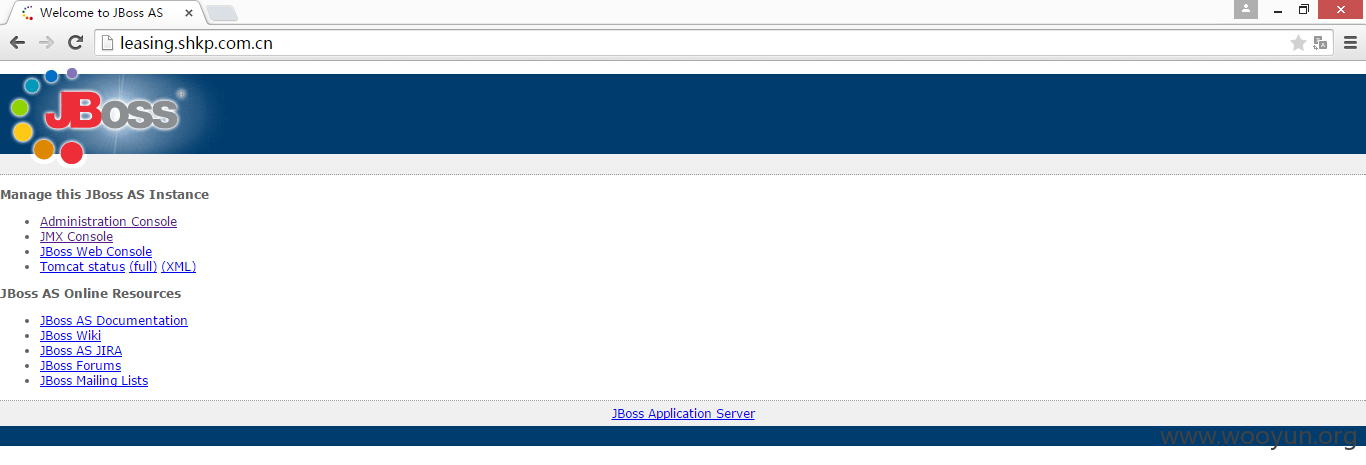 Welcome to JBoss AS
leasing.shkp.com.cn
JBoss
Manage this JBoss AS Instance
Administration Console
JMX Console
JBoss Web Console
Tomcat status (full) (XML)
JBoss AS Online Resources
JBoss AS Documentation
JBoss Wiki
JBoss AS JIRA
JBoss Forums
JBoss Mailing Lists
JBoss Application Server
www.wooyun.org